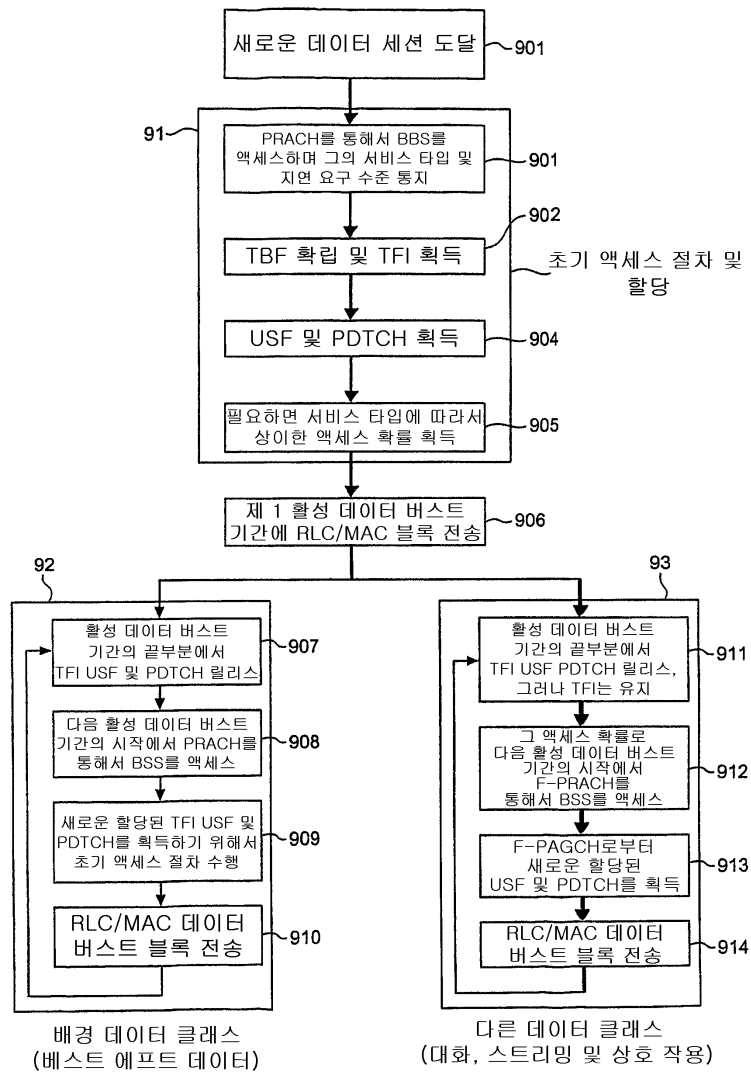 새로운 데이터 세션 도달
901
91
PRACH를 통해서 BBS를
액세스하며 그의 서비스 타입 및
지연 요구 수준 통지
901
902
TBF 확립 및 TFI 획득
초기 액세스 절차 및
할당
USF 및 PDTCH 획득
904
필요하면 서비스 타입에 따라서
상이한 액세스 확률 획득
905
제 1 활성 데이터 버스트
기간에 RLC/MAC 블록 전송
906
92
활성 데이터 버스트
기간의 끝부분에서
TFI USF 및 PDTCH 릴리스
907
다음 활성 데이터 버스트
기간의 시작에서 PRACH를
통해서 BSS를 액세스
908
새로운 할당된 TFI USF 및
PDTCH를 획득하기 위해서
초기 액세스 절차 수행
909
RLC/MAC 데이터
버스트 블록 전송
910
배경 데이터 클래스
(베스트 에프트 데이터)
93
활성 데이터 버스트
기간의 끝부분에서
TFI USF PDTCH 릴리스,
그러나 TFI는 유지
911
그 액세스 확률로
다음 활성 데이터 버스트
기간의 시작에서
F-PRACH를
통해서 BSS를 액세스
912
F-PAGCH로부터
새로운 할당된
USF 및 PDTCH를 획득
913
RLC/MAC 데이터
버스트 블록 전송
914
다른 데이터 클래스
(대화, 스트리밍 및 상호 작용)